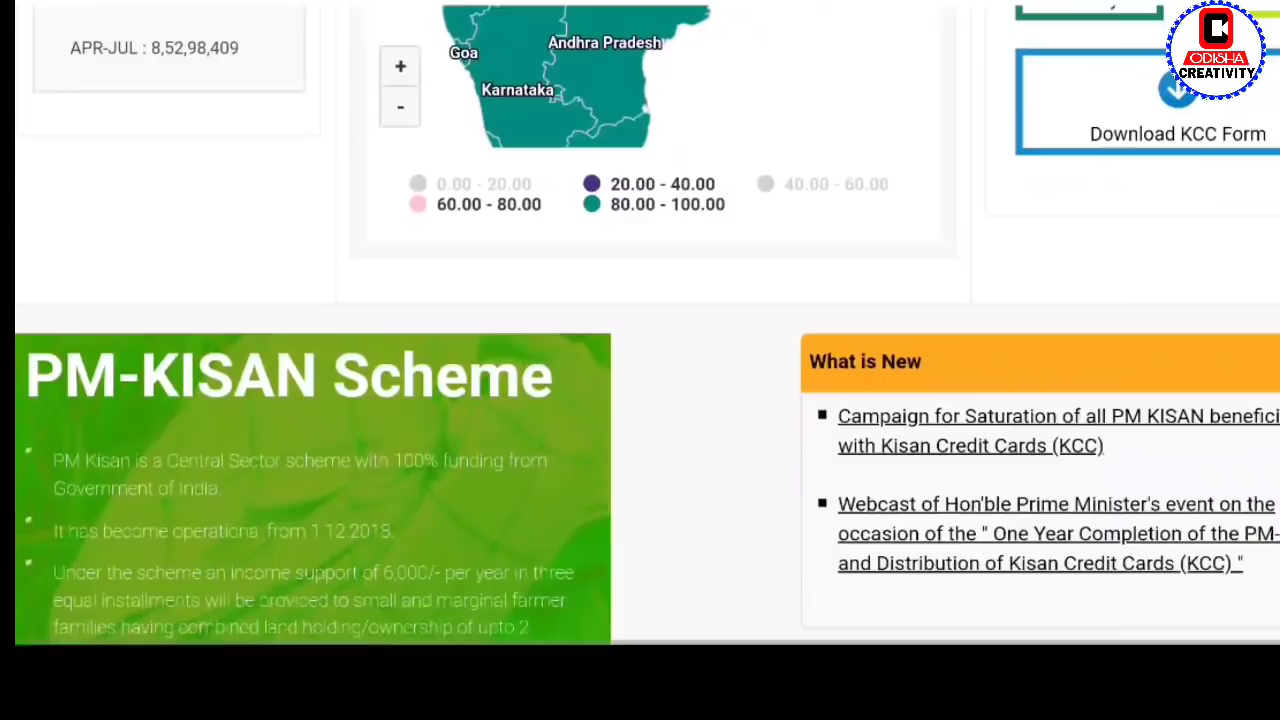 APR-JUL : 8,52,98,409
+
-
Goa
Andhra Pradesh
Karnataka
0.00 - 20.00
20.00 - 40.00
40.00 - 60.00
60.00 - 80.00
80.00 - 100.00
ODISHA
CREATIVITY
Download KCC Form
PM-KISAN Scheme
PM Kisan is a Central Sector scheme with 100% funding from
Government of India.
It has become operational from 1.12.2018.
Under the scheme an income support of 6,000/- per year in three
equal installments will be provided to small and marginal farmer
families having combined land holding/ownership of upto 2
What is New
Campaign for Saturation of all PM KISAN benefici
with Kisan Credit Cards (KCC)
Webcast of Hon'ble Prime Minister's event on the
occasion of the " One Year Completion of the PM-
and Distribution of Kisan Credit Cards (KCC) "